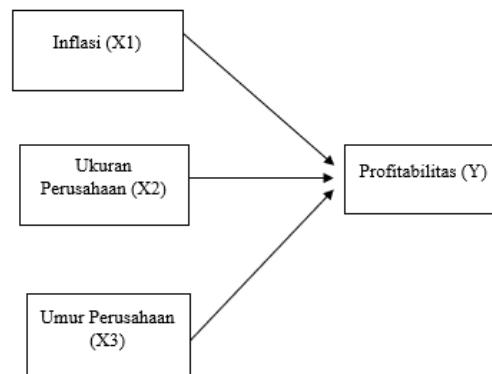 Inflasi (X1)
Ukuran
Perusahaan (X2)
Profitabilitas (Y)
Umur Perusahaan
(X3)